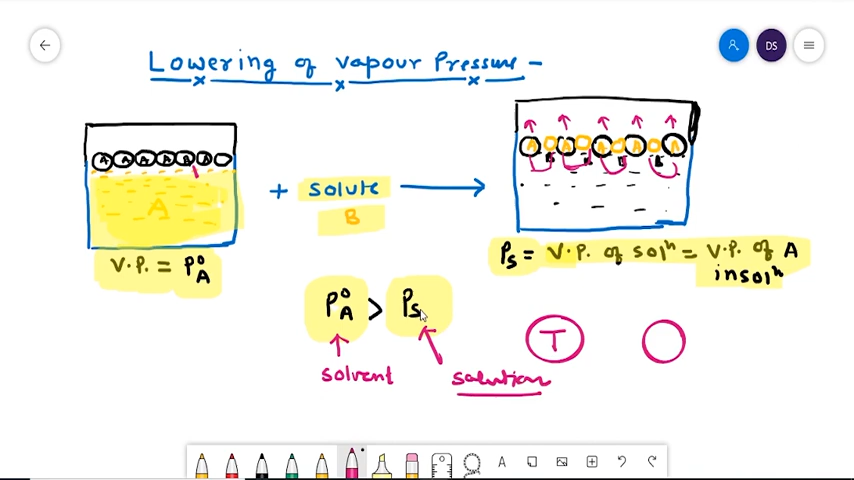 DS
Lowering of vapour Pressure -
A A A A A A
A
V.P. = P°A
+ solute
B
A A A A A A
B B B B
Ps = V.P. of solⁿ = V.P. of A
in solⁿ
P°A > Ps
solvent
solution
T
A